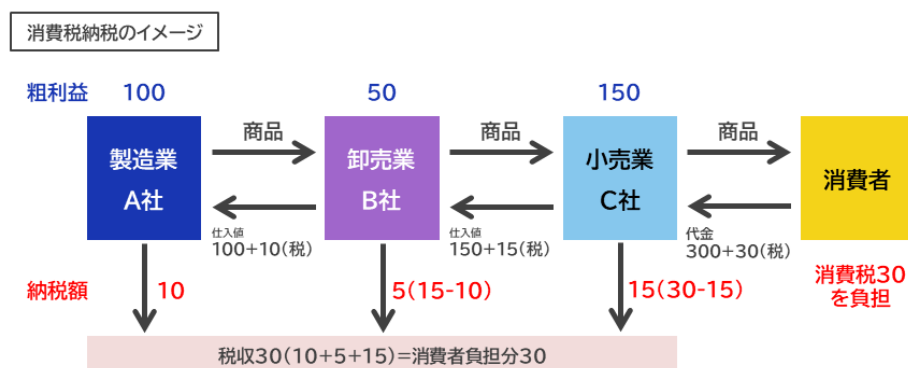 消費税納税のイメージ
粗利益 100 50 150
製造業
A社
商品
卸売業
B社
商品
小売業
C社
商品
消費者
仕入値
100+10(税)
仕入値
150+15(税)
代金
300+30(税)
納税額 10 5(15-10) 15(30-15)
消費税30
を負担
税収30(10+5+15)=消費者負担分30